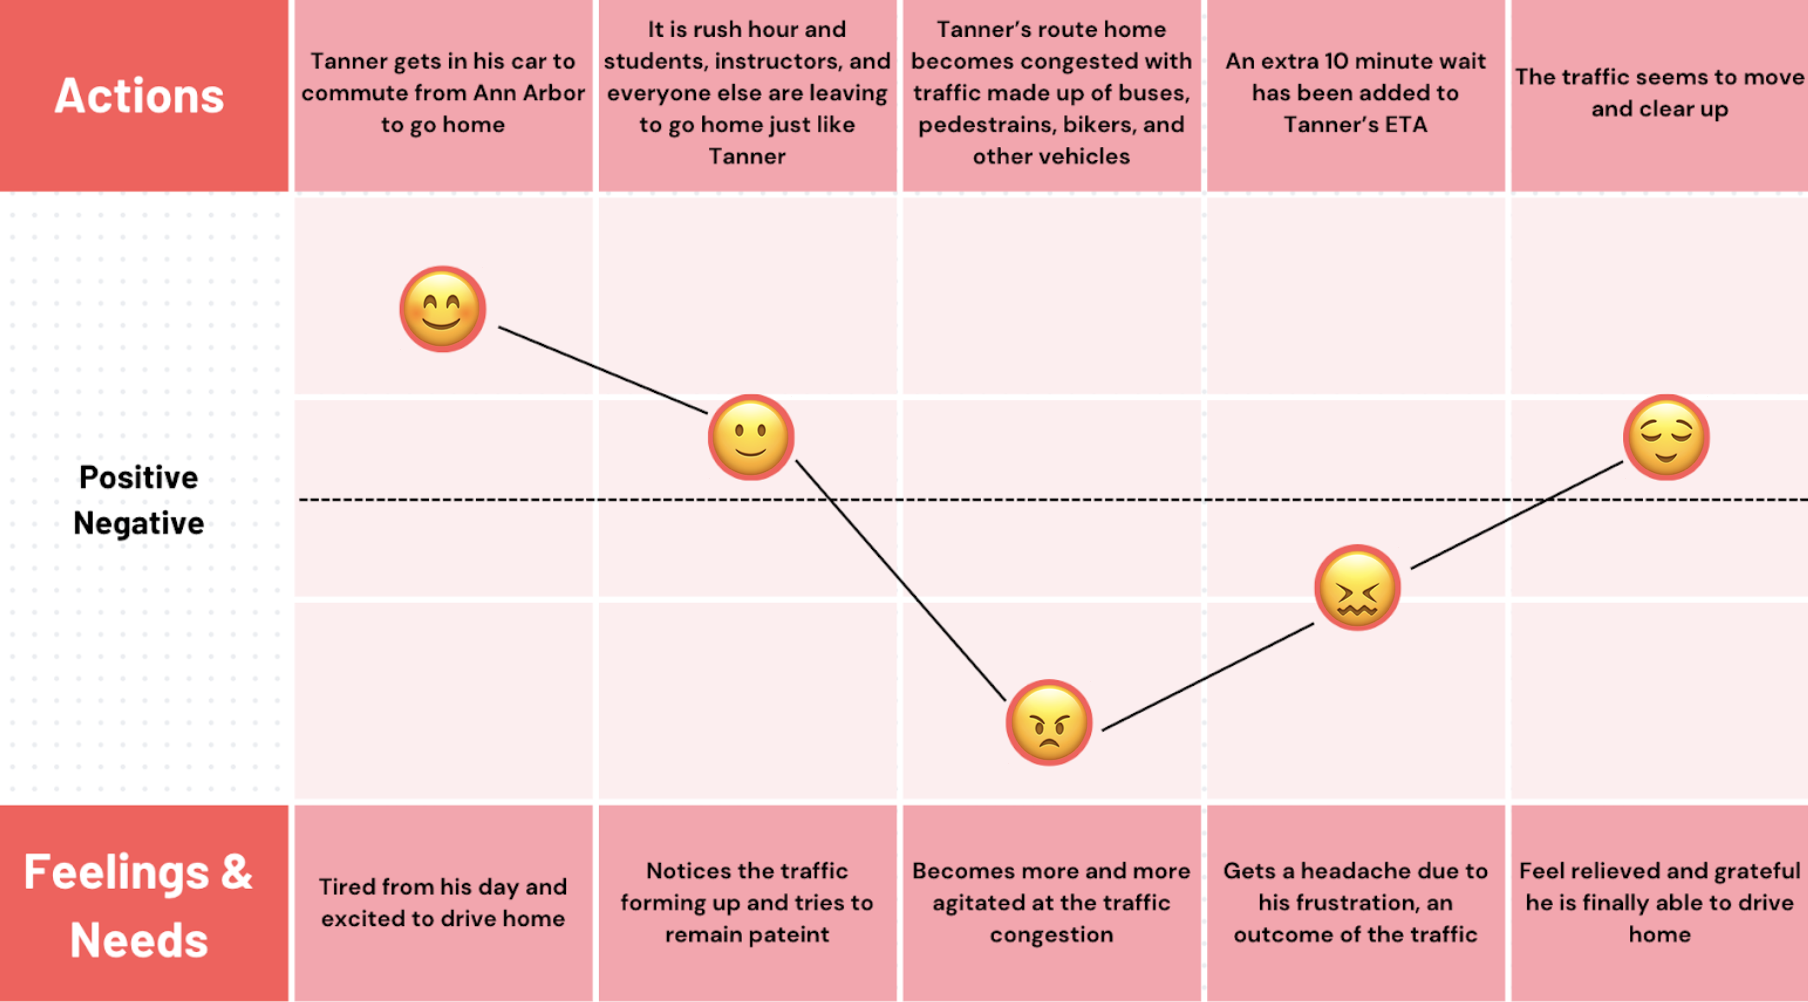 Actions
Tanner gets in his car to
commute from Ann Arbor
to go home
It is rush hour and
students, instructors, and
everyone else are leaving
to go home just like
Tanner
Tanner’s route home
becomes congested with
traffic made up of buses,
pedestrains, bikers, and
other vehicles
An extra 10 minute wait
has been added to
Tanner’s ETA
The traffic seems to move
and clear up
Positive
Negative
Feelings &
Needs
Tired from his day and
excited to drive home
Notices the traffic
forming up and tries to
remain pateint
Becomes more and more
agitated at the traffic
congestion
Gets a headache due to
his frustration, an
outcome of the traffic
Feel relieved and grateful
he is finally able to drive
home